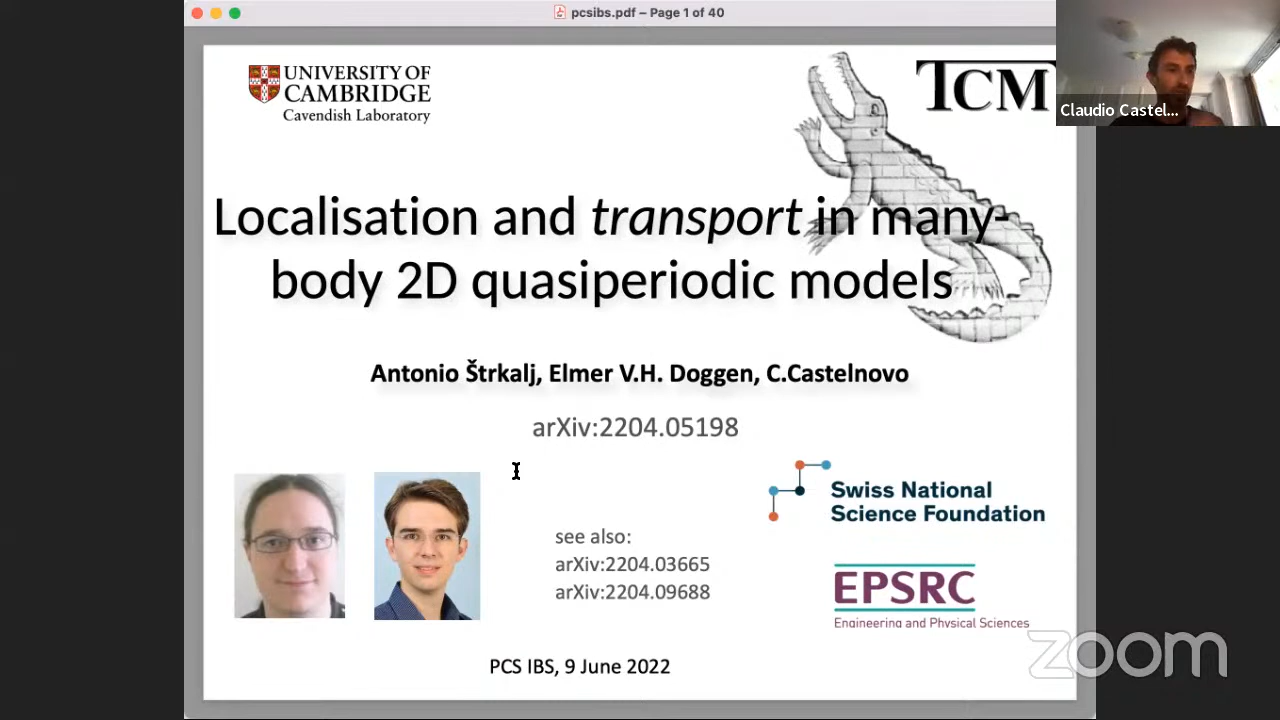 pcsibs.pdf – Page 1 of 40
UNIVERSITY OF
CAMBRIDGE
Cavendish Laboratory
TCM
Claudio Castel...
Localisation and transport in many-
body 2D quasiperiodic models
Antonio Štrkalj, Elmer V.H. Doggen, C.Castelnovo
arXiv:2204.05198
Swiss National
Science Foundation
see also:
arXiv:2204.03665
arXiv:2204.09688
EPSRC
Engineering and Physical Sciences
PCS IBS, 9 June 2022
zoom